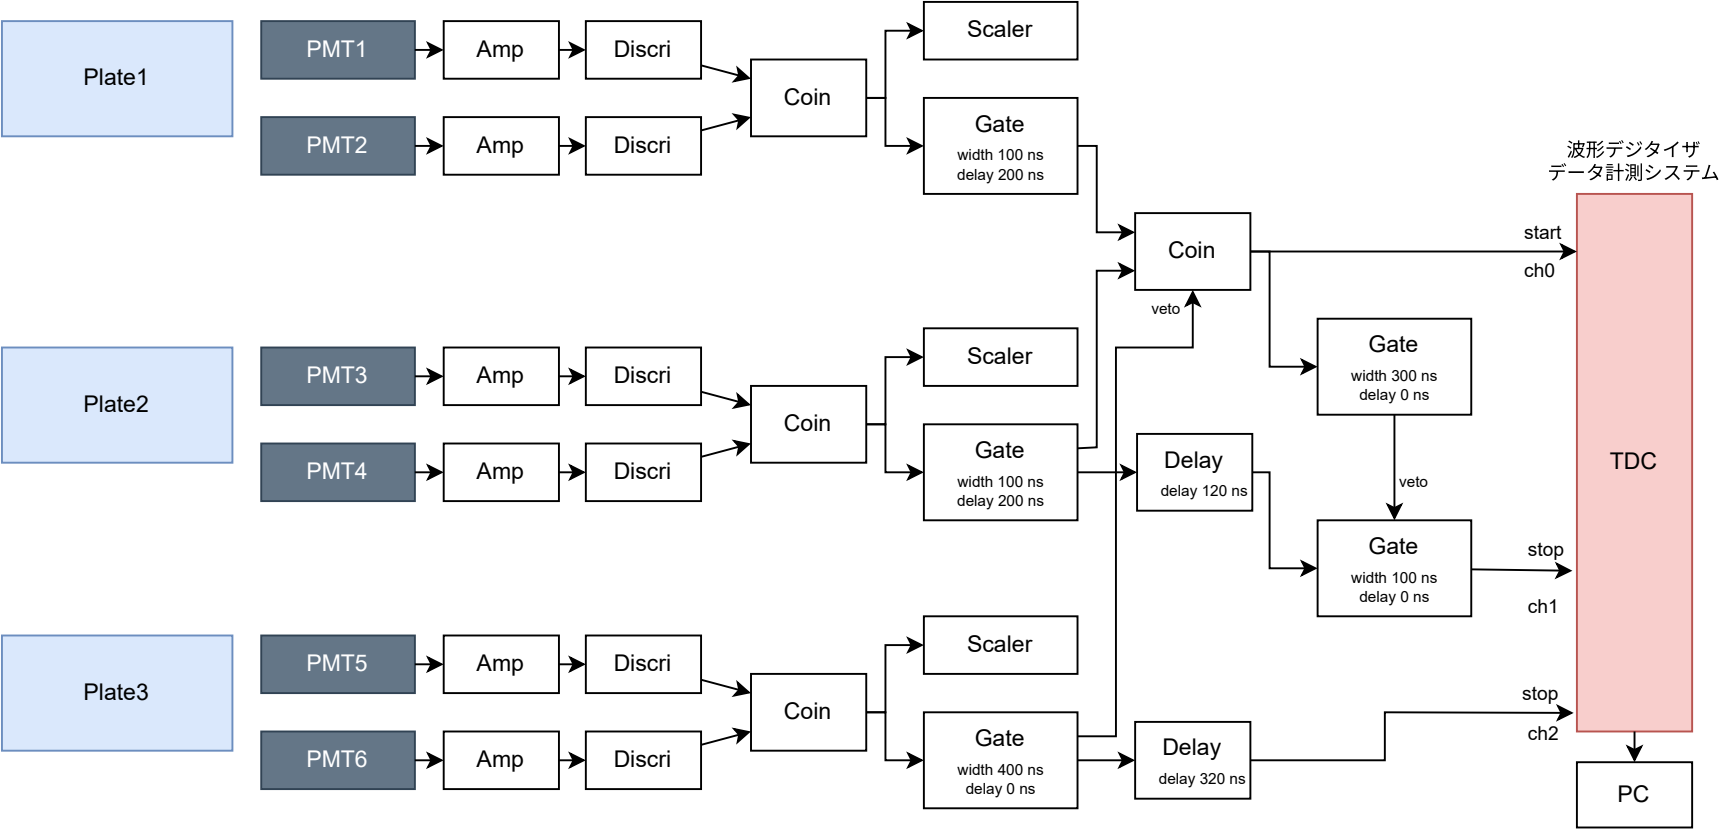 Plate1
PMT1
Amp
Discri
PMT2
Amp
Discri
Coin
Scaler
Gate
width 100 ns
delay 200 ns
Plate2
PMT3
Amp
Discri
PMT4
Amp
Discri
Coin
Scaler
Gate
width 100 ns
delay 200 ns
Plate3
PMT5
Amp
Discri
PMT6
Amp
Discri
Coin
Scaler
Gate
width 400 ns
delay 0 ns
Coin
veto
Delay
delay 120 ns
Delay
delay 320 ns
Gate
width 300 ns
delay 0 ns
veto
Gate
width 100 ns
delay 0 ns
start
ch0
stop
ch1
stop
ch2
波形デジタイザ
データ計測システム
TDC
PC